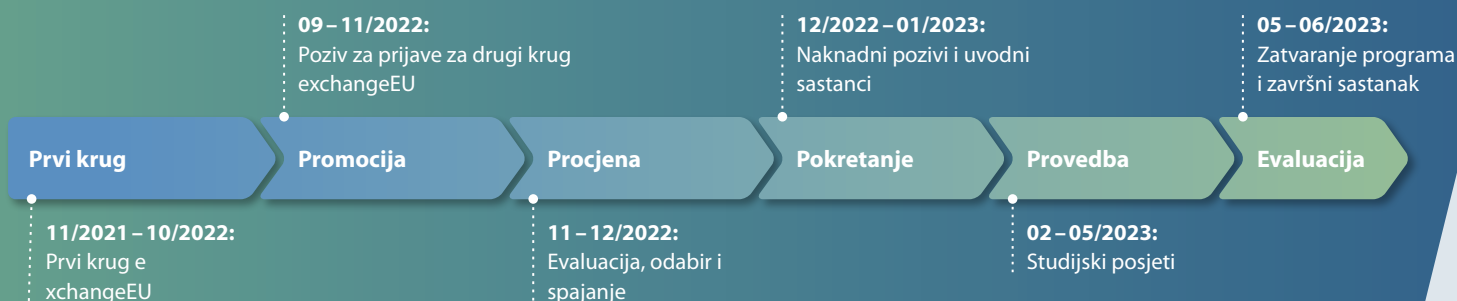 09 – 11/2022:
Poziv za prijave za drugi krug
exchangeEU
12/2022 – 01/2023:
Naknadni pozivi i uvodni
sastanci
05 – 06/2023:
Zatvaranje programa
i završni sastanak
Prvi krug
Promocija
Procjena
Pokretanje
Provedba
Evaluacija
11/2021 – 10/2022:
Prvi krug e
xchangeEU
11 – 12/2022:
Evaluacija, odabir i
spajanje
02 – 05/2023:
Studijski posjeti